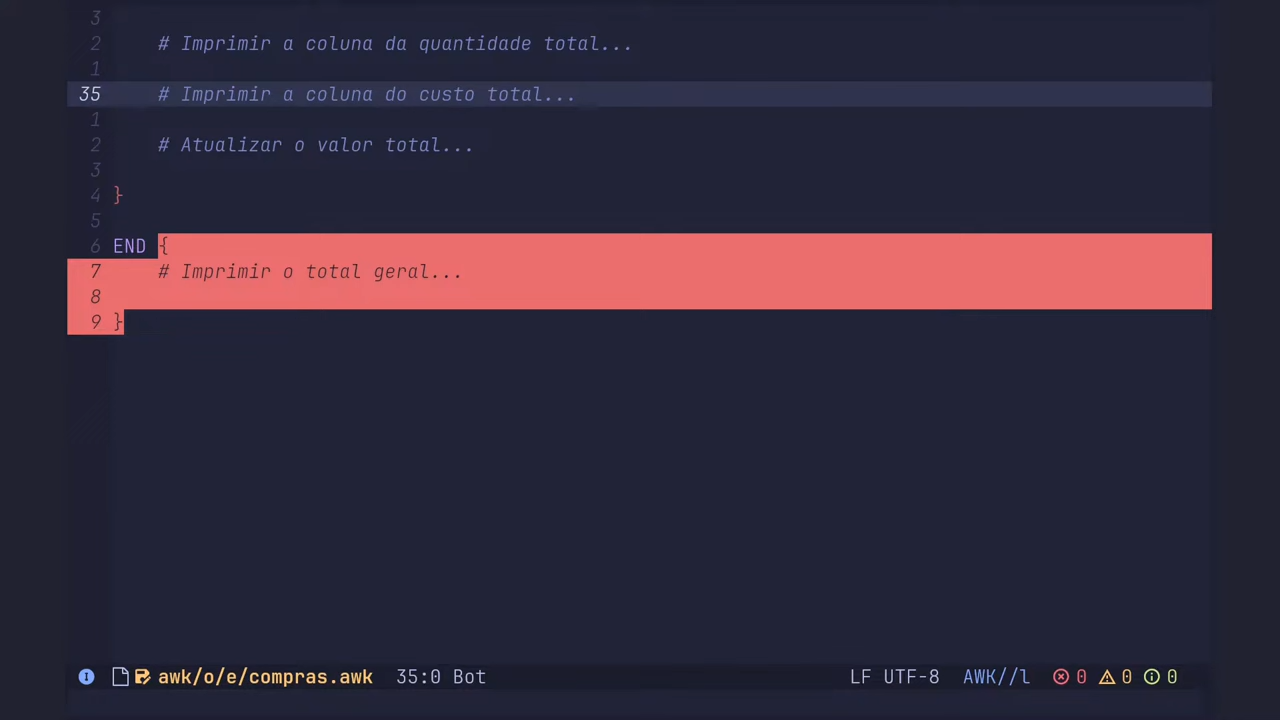 3
2 # Imprimir a coluna da quantidade total...
1
35 # Imprimir a coluna do custo total...
1
2 # Atualizar o valor total...
3
4 }
5
6 END {
7 # Imprimir o total geral...
8
9 }
awk/o/e/compras.awk 35:0 Bot LF UTF-8 AWK//l 0 0 0